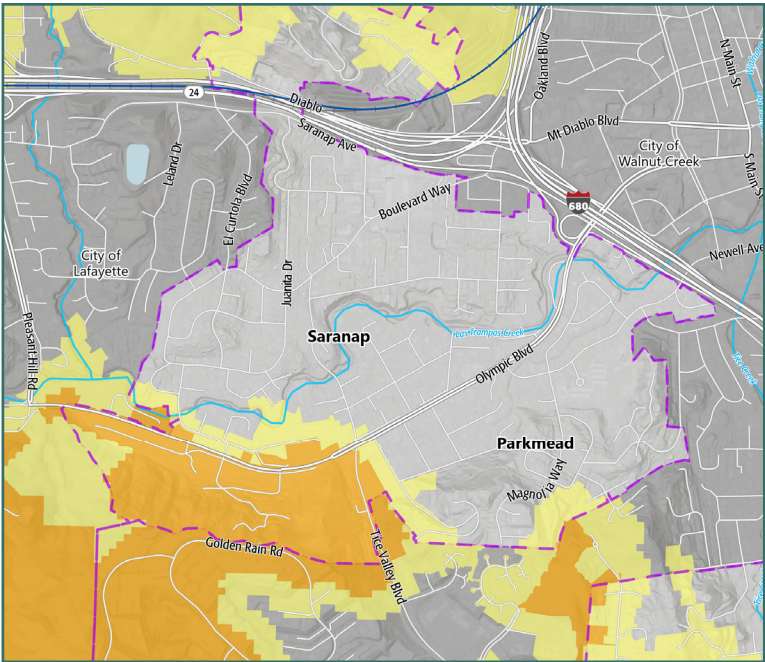 24
Diablo
Saranap Ave
Oakland Blvd
N Main St
Mt Diablo Blvd
City of
Walnut Creek
S Main St
Leland Dr
El Curtola Blvd
Boulevard Way
680
City of
Lafayette
Newell Ave
Juanita Dr
Pleasant Hill Rd
Saranap
Las Trampas Creek
Olympic Blvd
Tice Creek
Parkmead
Magnolia Way
Golden Rain Rd
Tice Valley Blvd